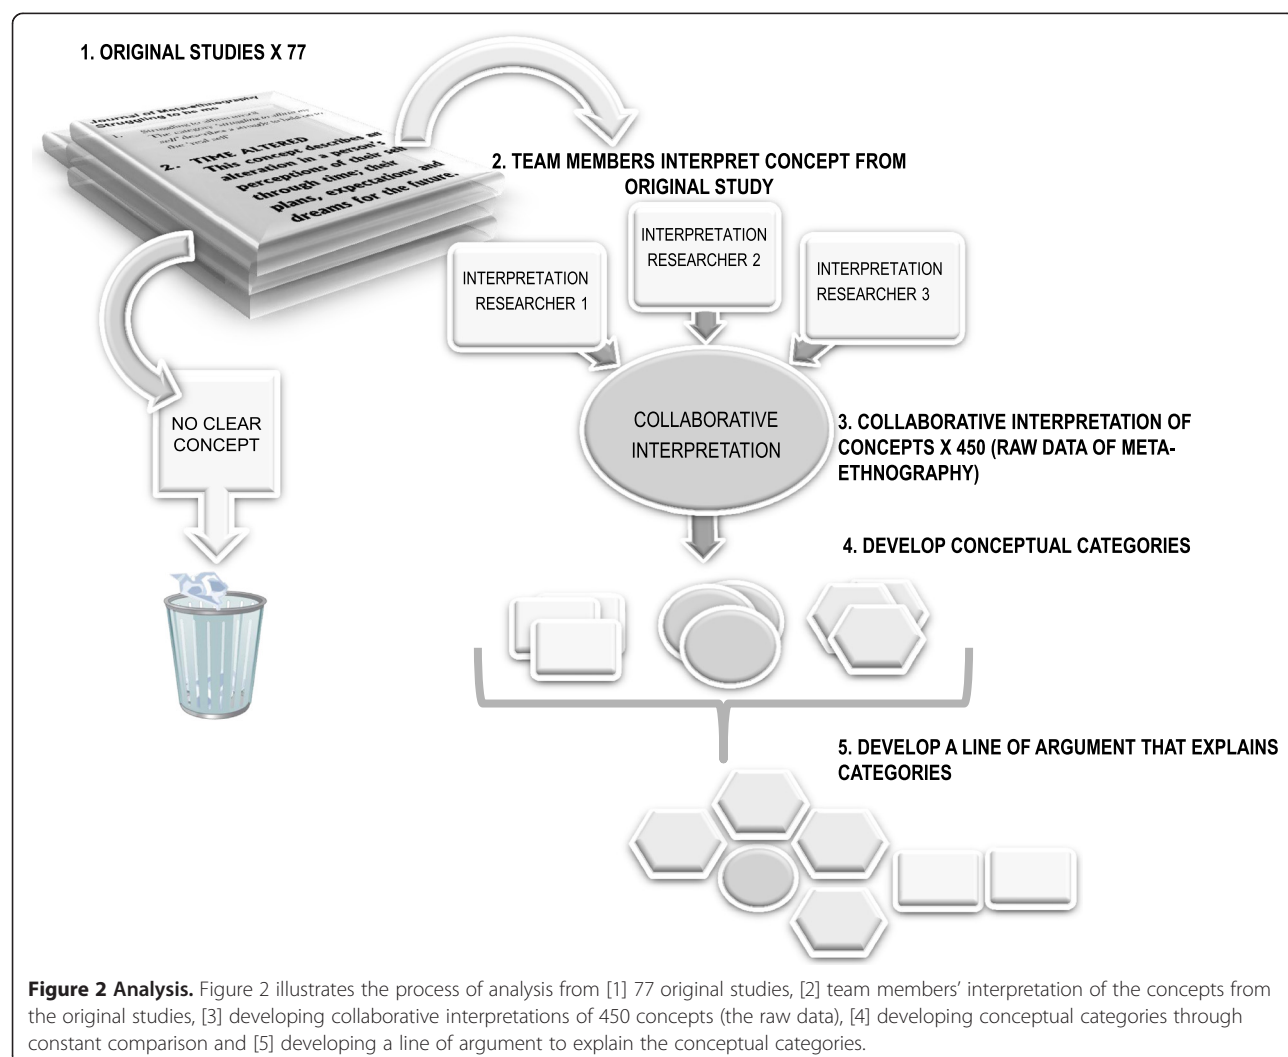 1. ORIGINAL STUDIES X 77
Journal of Meta-ethnography
Struggling to be me
1.
the 'real self'
2. TIME ALTERED
This concept describes an
alteration in a person's
perceptions of their self
through time; their
plans, expectations and
dreams for the future.
2. TEAM MEMBERS INTERPRET CONCEPT FROM
ORIGINAL STUDY
INTERPRETATION
RESEARCHER 1
INTERPRETATION
RESEARCHER 2
INTERPRETATION
RESEARCHER 3
NO CLEAR
CONCEPT
COLLABORATIVE
INTERPRETATION
3. COLLABORATIVE INTERPRETATION OF
CONCEPTS X 450 (RAW DATA OF META-
ETHNOGRAPHY)
4. DEVELOP CONCEPTUAL CATEGORIES
5. DEVELOP A LINE OF ARGUMENT THAT EXPLAINS
CATEGORIES
Figure 2 Analysis. Figure 2 illustrates the process of analysis from [1] 77 original studies, [2] team members’ interpretation of the concepts from
the original studies, [3] developing collaborative interpretations of 450 concepts (the raw data), [4] developing conceptual categories through
constant comparison and [5] developing a line of argument to explain the conceptual categories.